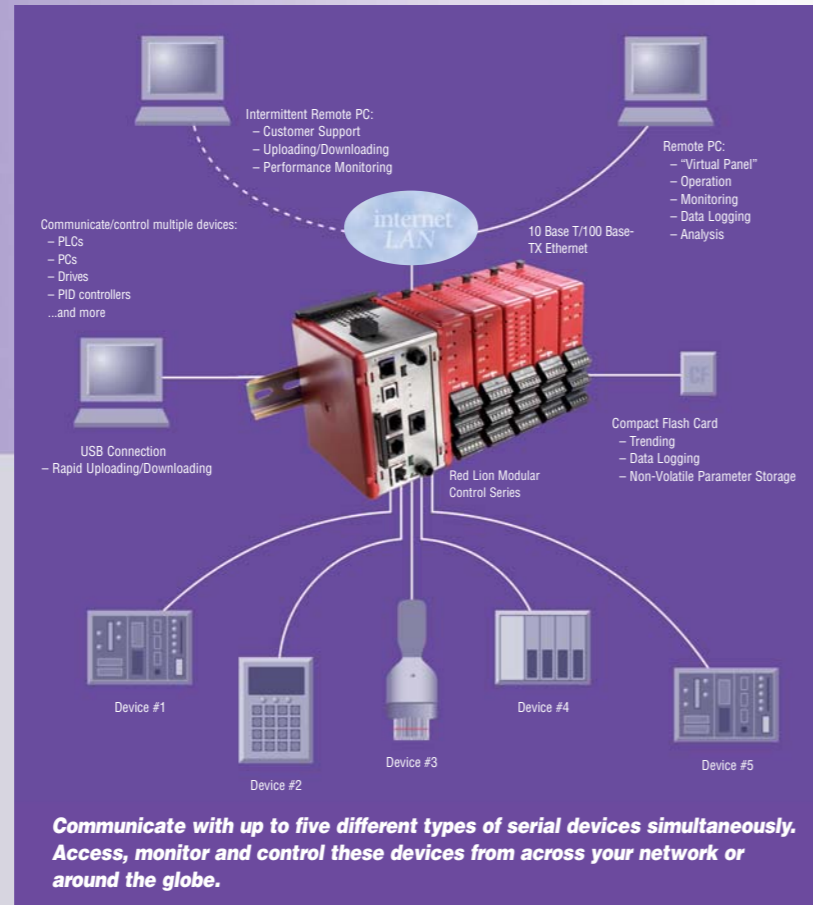 Intermittent Remote PC:
– Customer Support
– Uploading/Downloading
– Performance Monitoring
Remote PC:
– “Virtual Panel”
– Operation
– Monitoring
– Data Logging
– Analysis
internet
LAN
10 Base T/100 Base-
TX Ethernet
Communicate/control multiple devices:
– PLCs
– PCs
– Drives
– PID controllers
...and more
USB Connection
– Rapid Uploading/Downloading
CF
Compact Flash Card
– Trending
– Data Logging
– Non-Volatile Parameter Storage
Red Lion Modular
Control Series
Device #1
Device #2
Device #3
Device #4
Device #5
Communicate with up to five different types of serial devices simultaneously.
Access, monitor and control these devices from across your network or
around the globe.